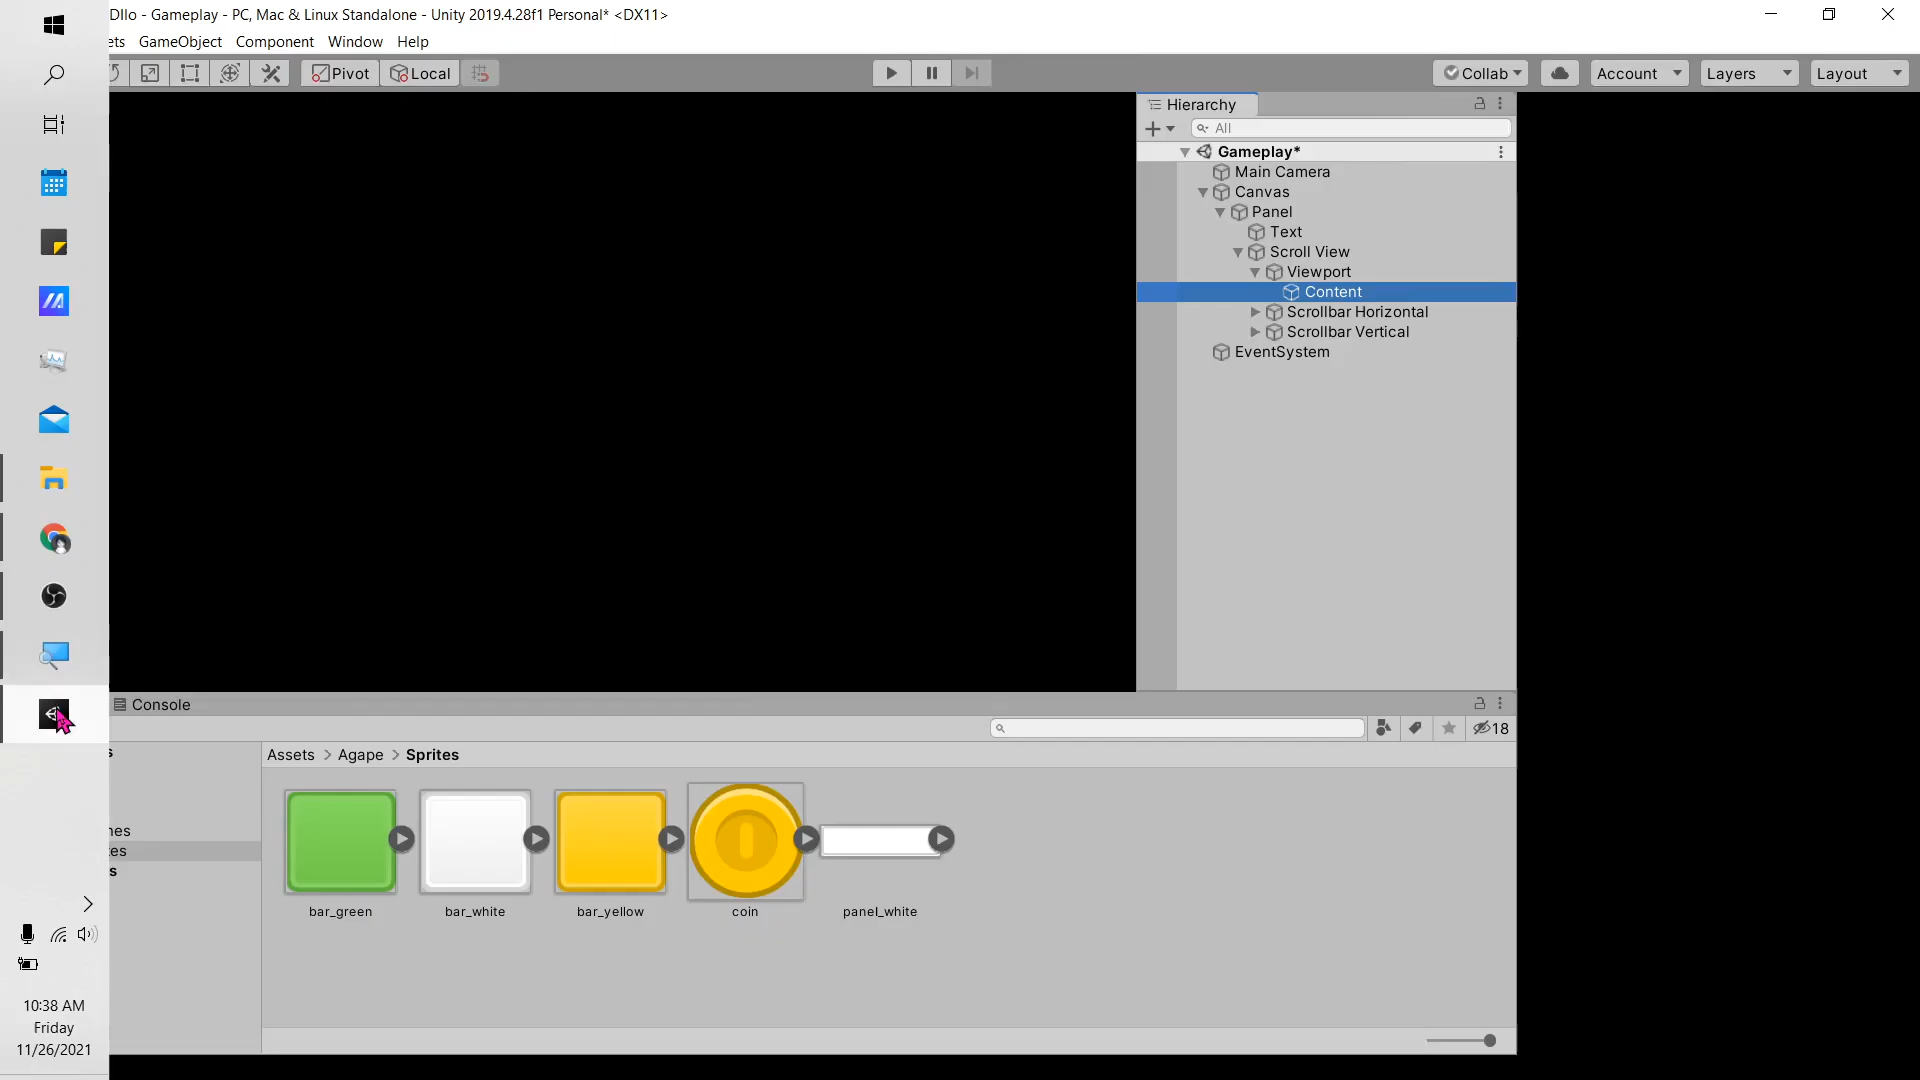 Dllo - Gameplay - PC, Mac & Linux Standalone - Unity 2019.4.28f1 Personal* <DX11>
ets GameObject Component Window Help
Pivot Local Collab Account Layers Layout
Hierarchy
All
Gameplay*
Main Camera
Canvas
Panel
Text
Scroll View
Viewport
Content
Scrollbar Horizontal
Scrollbar Vertical
EventSystem
Console
18
s
Assets > Agape > Sprites
nes
es
s
bar_green bar_white bar_yellow coin panel_white
10:38 AM
Friday
11/26/2021